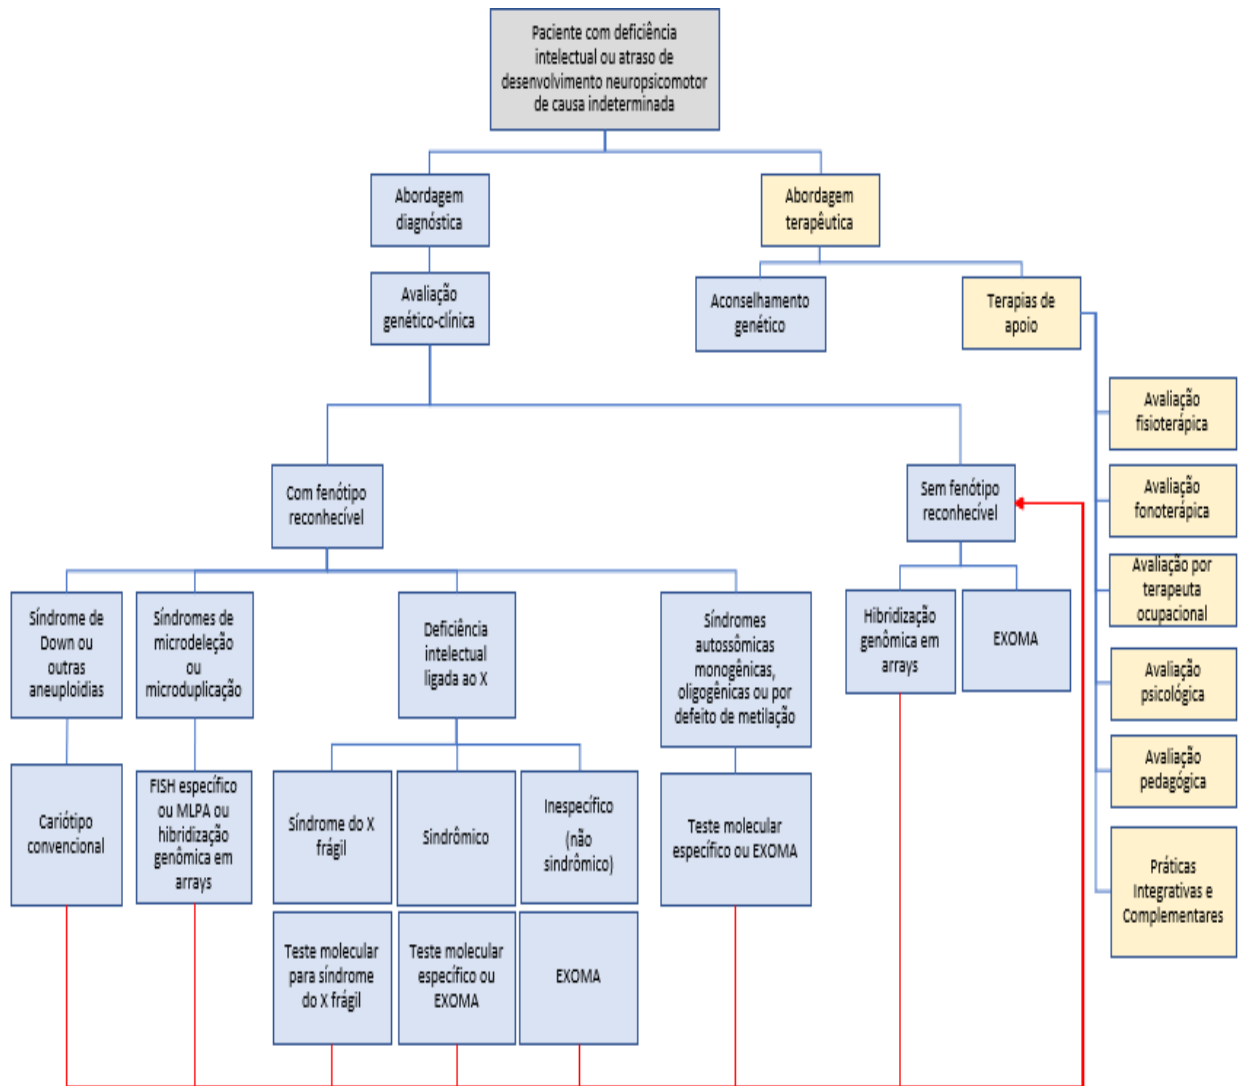 Paciente com deficiência
intelectual ou atraso de
desenvolvimento neuropsicomotor
de causa indeterminada
Abordagem
diagnóstica
Abordagem
terapêutica
Avaliação
genético-clínica
Aconselhamento
genético
Terapias de
apoio
Avaliação
fisioterápica
Com fenótipo
reconhecível
Sem fenótipo
reconhecível
Avaliação
fonoterápica
Avaliação por
terapeuta
ocupacional
Síndrome de
Down ou
outras
aneuploidias
Síndromes de
microdeleção
ou
microduplicação
Deficiência
intelectual
ligada ao X
Síndromes
autossômicas
monogênicas,
oligogênicas ou por
defeito de metilação
Hibridização
genômica em
arrays
EXOMA
Avaliação
psicológica
Avaliação
pedagógica
Cariótipo
convencional
FISH específico
ou MLPA ou
hibridização
genômica em
arrays
Síndrome do X
frágil
Sindrômico
Inespecífico
(não
sindrômico)
Teste molecular
específico ou EXOMA
Práticas
Integrativas e
Complementares
Teste molecular
para síndrome
do X frágil
Teste molecular
específico ou
EXOMA
EXOMA